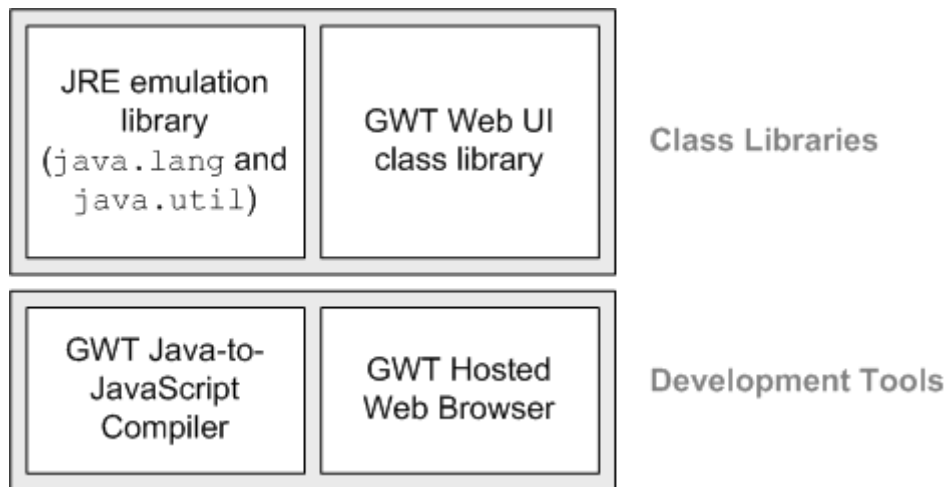 JRE emulation
library
(java.lang and
java.util)
GWT Web UI
class library
Class Libraries
GWT Java-to-
JavaScript
Compiler
GWT Hosted
Web Browser
Development Tools